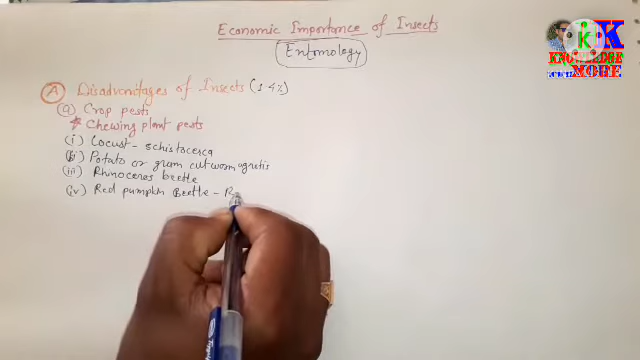 Economic Importance of Insects
Entomology
K K
KNOWLEDGE
MORE
A Disadvantages of Insects (1.4%)
(a) Crop pests
* Chewing plant pests
(i) Locust - schistocerca
(ii) Potato or gram cutworm agrotis
(iii) Rhinoceros beetle
(iv) Red pumpkin Beetle - R